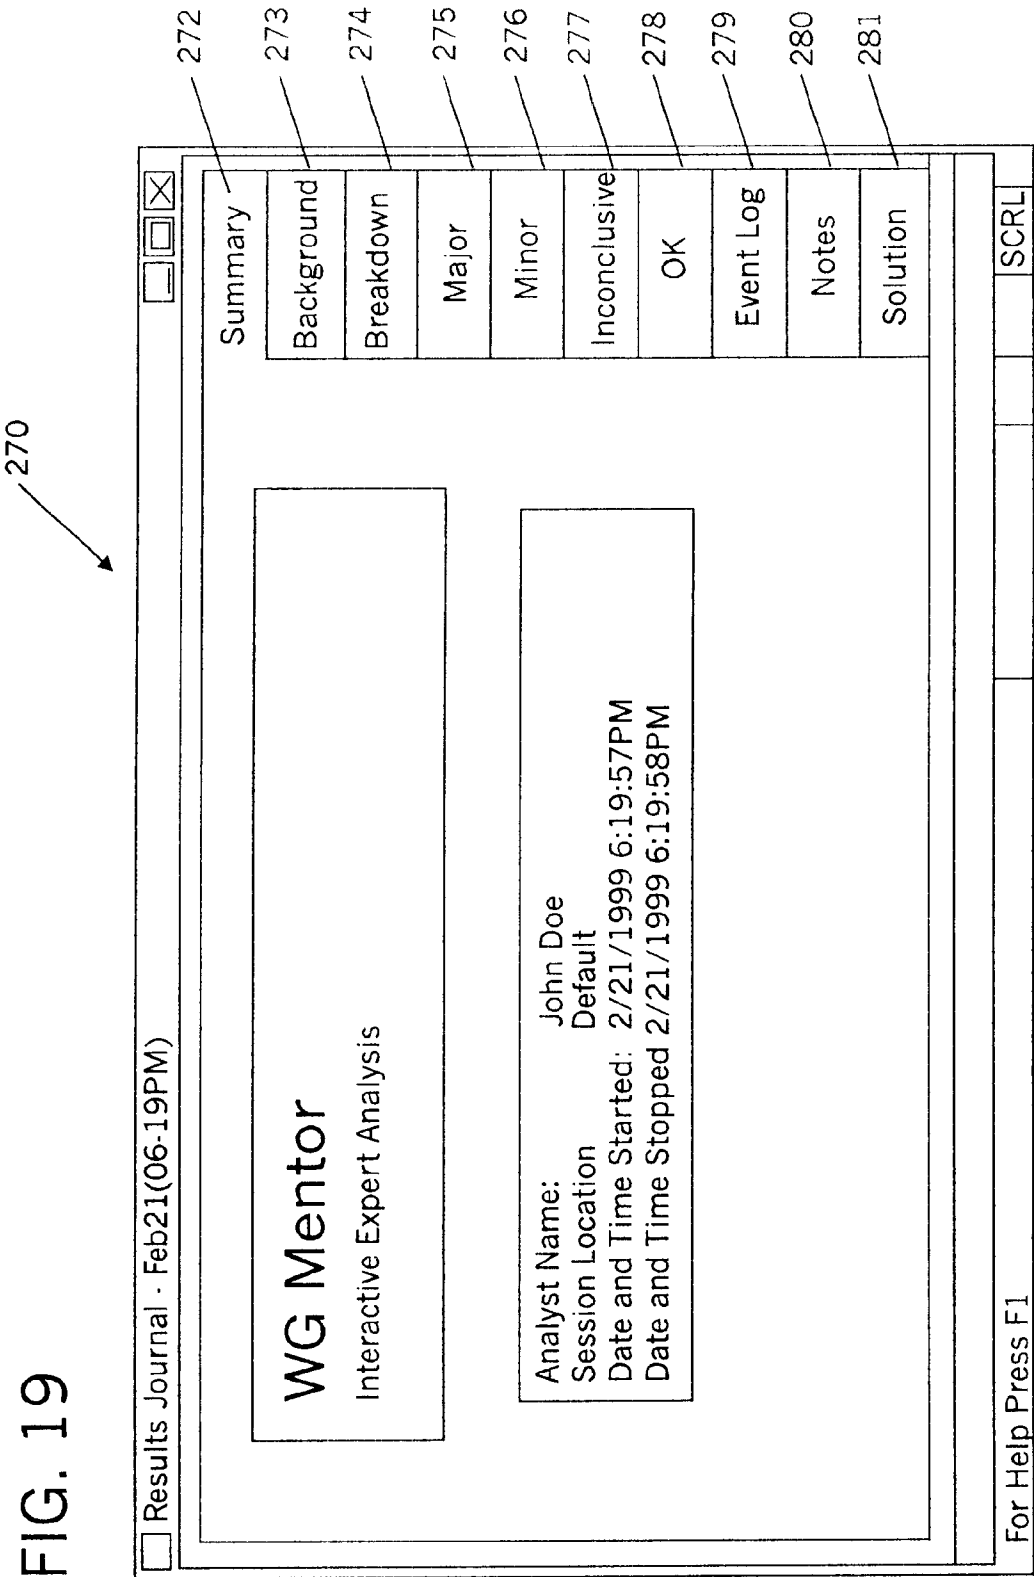 FIG. 19
270
Results Journal - Feb21(06-19PM)
WG Mentor
Interactive Expert Analysis
Analyst Name: John Doe
Session Location Default
Date and Time Started: 2/21/1999 6:19:57PM
Date and Time Stopped 2/21/1999 6:19:58PM
Summary 272
Background 273
Breakdown 274
Major 275
Minor 276
Inconclusive 277
OK 278
Event Log 279
Notes 280
Solution 281
For Help Press F1
SCRL